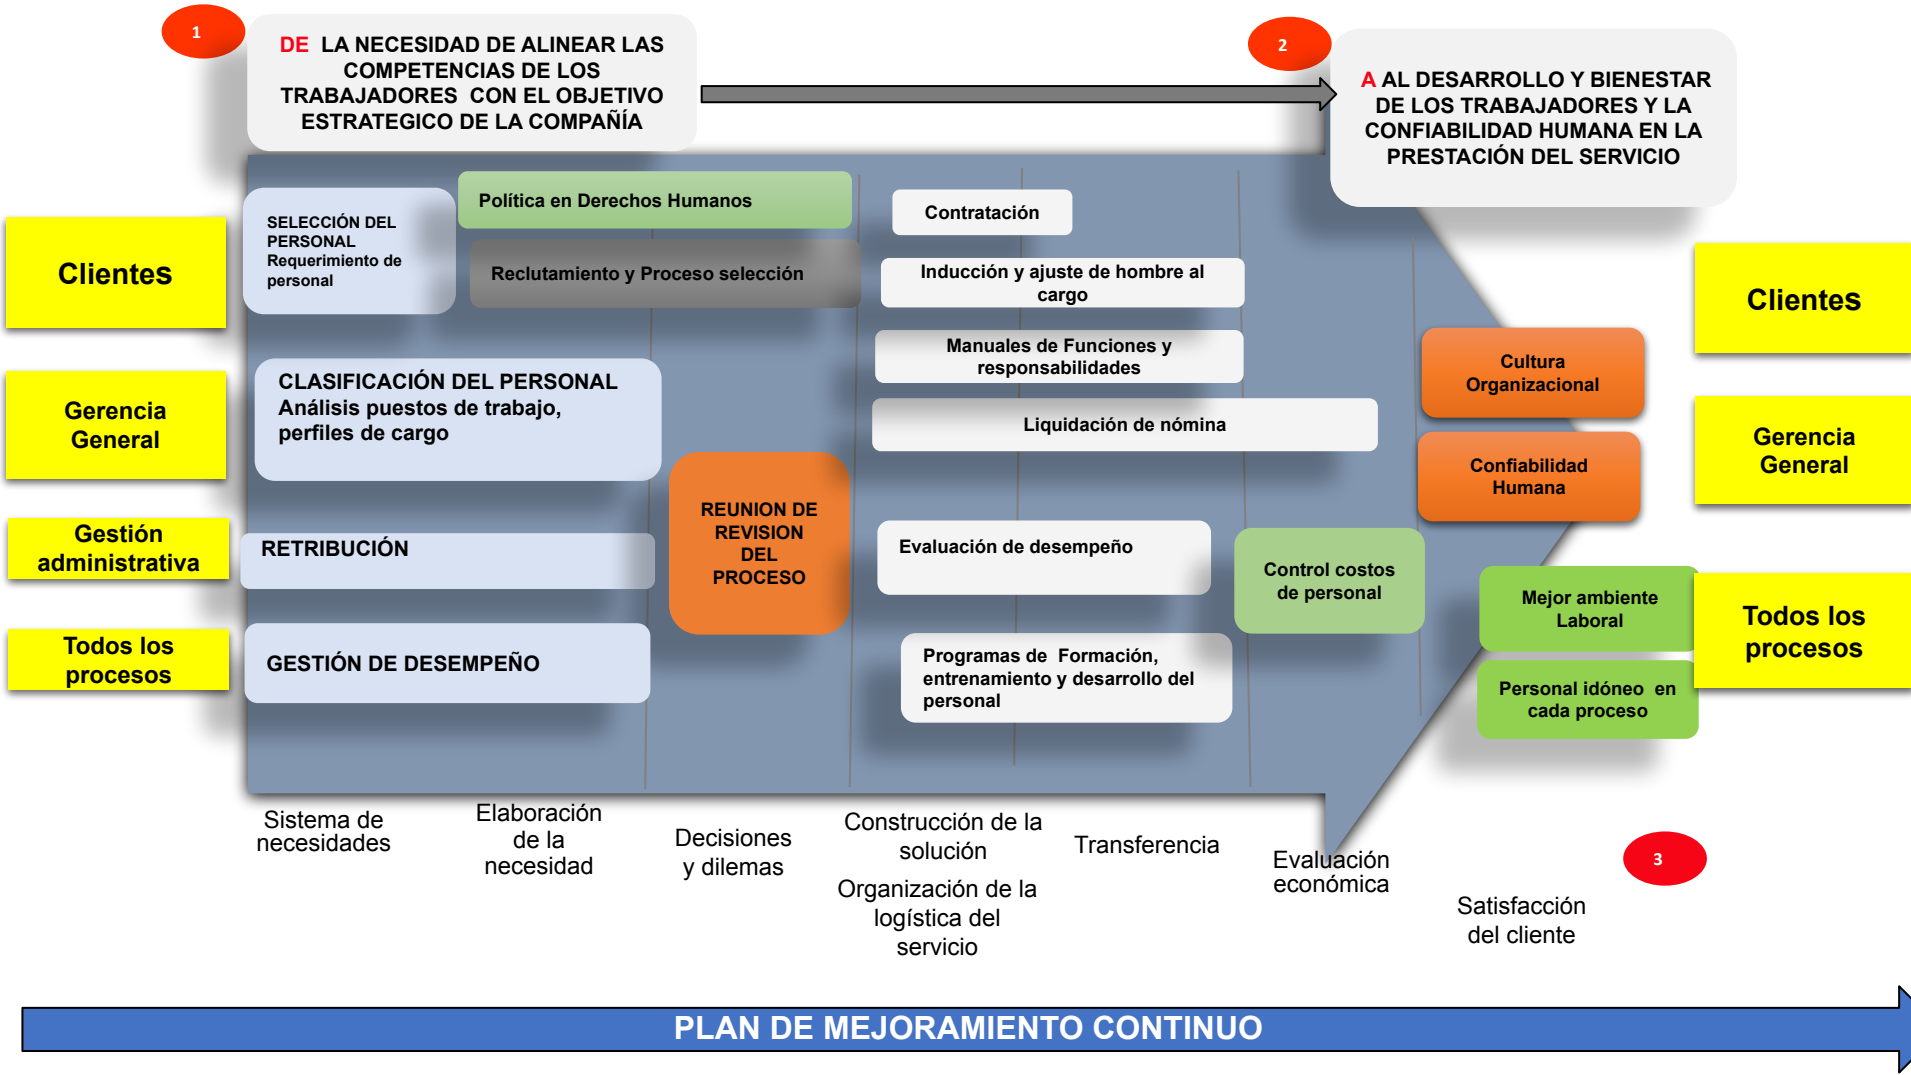 1
DE LA NECESIDAD DE ALINEAR LAS
COMPETENCIAS DE LOS
TRABAJADORES CON EL OBJETIVO
ESTRATEGICO DE LA COMPAÑÍA
2
A AL DESARROLLO Y BIENESTAR
DE LOS TRABAJADORES Y LA
CONFIABILIDAD HUMANA EN LA
PRESTACIÓN DEL SERVICIO
Clientes
Gerencia
General
Gestión
administrativa
Todos los
procesos
SELECCIÓN DEL
PERSONAL
Requerimiento de
personal
Política en Derechos Humanos
Reclutamiento y Proceso selección
CLASIFICACIÓN DEL PERSONAL
Análisis puestos de trabajo,
perfiles de cargo
RETRIBUCIÓN
GESTIÓN DE DESEMPEÑO
REUNION DE
REVISION
DEL
PROCESO
Contratación
Inducción y ajuste de hombre al
cargo
Manuales de Funciones y
responsabilidades
Liquidación de nómina
Evaluación de desempeño
Programas de Formación,
entrenamiento y desarrollo del
personal
Control costos
de personal
Cultura
Organizacional
Confiabilidad
Humana
Mejor ambiente
Laboral
Personal idóneo en
cada proceso
Clientes
Gerencia
General
Todos los
procesos
Sistema de
necesidades
Elaboración
de la
necesidad
Decisiones
y dilemas
Construcción de la
solución
Organización de la
logística del
servicio
Transferencia
Evaluación
económica
Satisfacción
del cliente
3
PLAN DE MEJORAMIENTO CONTINUO